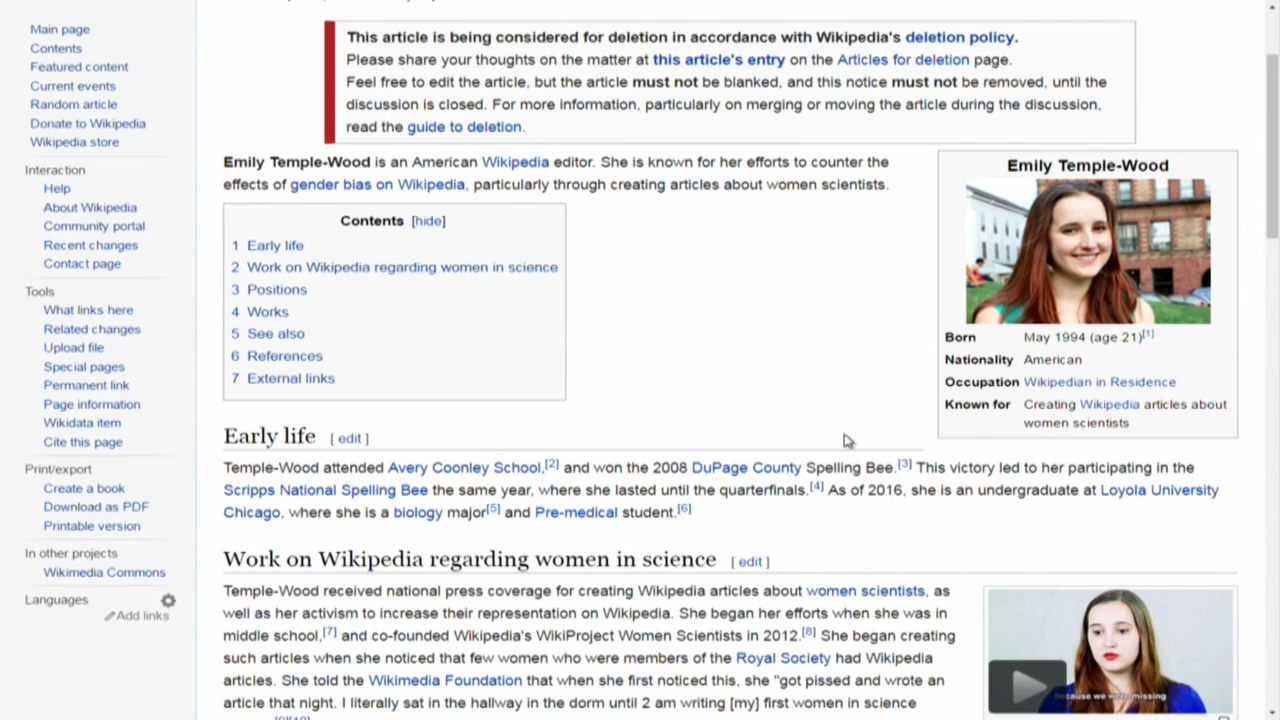 Main page
Contents
Featured content
Current events
Random article
Donate to Wikipedia
Wikipedia store
Interaction
Help
About Wikipedia
Community portal
Recent changes
Contact page
Tools
What links here
Related changes
Upload file
Special pages
Permanent link
Page information
Wikidata item
Cite this page
Print/export
Create a book
Download as PDF
Printable version
In other projects
Wikimedia Commons
Languages
Add links
This article is being considered for deletion in accordance with Wikipedia's deletion policy.
Please share your thoughts on the matter at this article's entry on the Articles for deletion page.
Feel free to edit the article, but the article must not be blanked, and this notice must not be removed, until the
discussion is closed. For more information, particularly on merging or moving the article during the discussion,
read the guide to deletion.
Emily Temple-Wood is an American Wikipedia editor. She is known for her efforts to counter the
effects of gender bias on Wikipedia, particularly through creating articles about women scientists.
Contents [hide]
1 Early life
2 Work on Wikipedia regarding women in science
3 Positions
4 Works
5 See also
6 References
7 External links
Emily Temple-Wood
Born May 1994 (age 21)[1]
Nationality American
Occupation Wikipedian in Residence
Known for Creating Wikipedia articles about
women scientists
Early life [ edit ]
Temple-Wood attended Avery Coonley School,[2] and won the 2008 DuPage County Spelling Bee.[3] This victory led to her participating in the
Scripps National Spelling Bee the same year, where she lasted until the quarterfinals.[4] As of 2016, she is an undergraduate at Loyola University
Chicago, where she is a biology major[5] and Pre-medical student.[6]
Work on Wikipedia regarding women in science [ edit ]
Temple-Wood received national press coverage for creating Wikipedia articles about women scientists, as
well as her activism to increase their representation on Wikipedia. She began her efforts when she was in
middle school,[7] and co-founded Wikipedia's WikiProject Women Scientists in 2012.[8] She began creating
such articles when she noticed that few women who were members of the Royal Society had Wikipedia
articles. She told the Wikimedia Foundation that when she first noticed this, she "got pissed and wrote an
article that night. I literally sat in the hallway in the dorm until 2 am writing [my] first women in science
because we were missing